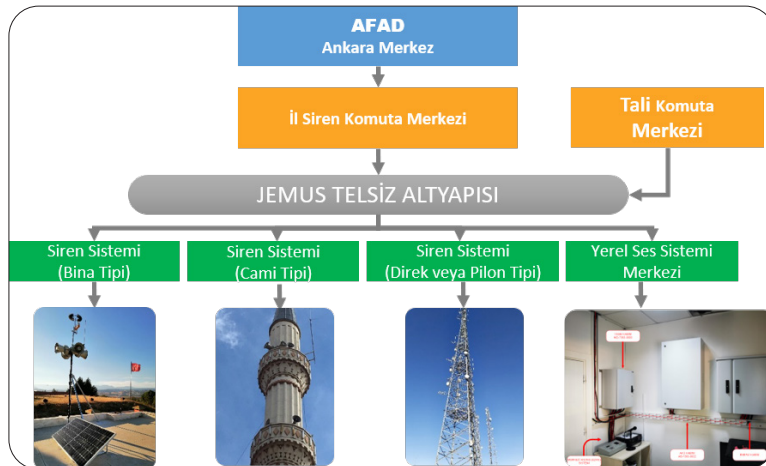 AFAD
Ankara Merkez
İl Siren Komuta Merkezi
Tali Komuta
Merkezi
JEMUS TELSİZ ALTYAPISI
Siren Sistemi
(Bina Tipi)
Siren Sistemi
(Cami Tipi)
Siren Sistemi
(Direk veya Pilon Tipi)
Yerel Ses Sistemi
Merkezi